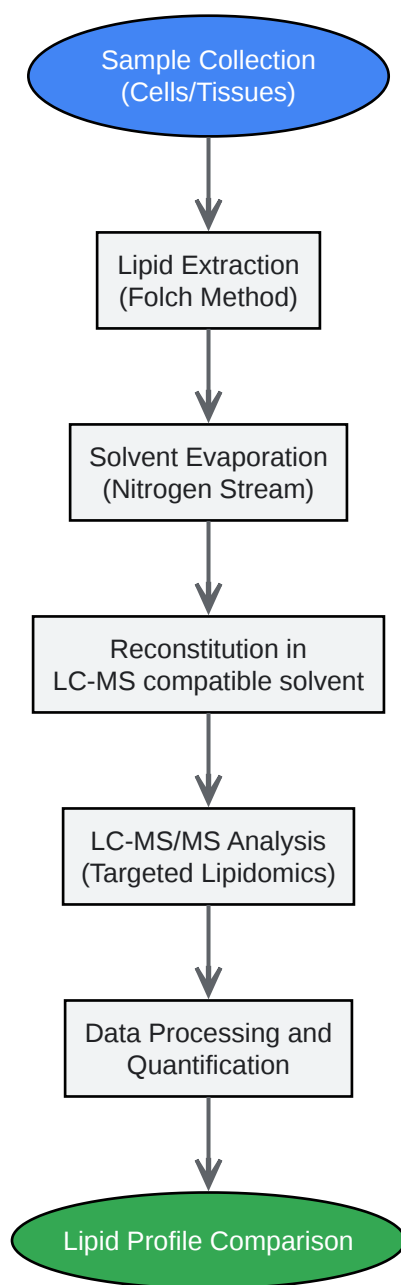 Sample Collection
(Cells/Tissues)
Lipid Extraction
(Folch Method)
Solvent Evaporation
(Nitrogen Stream)
Reconstitution in
LC-MS compatible solvent
LC-MS/MS Analysis
(Targeted Lipidomics)
Data Processing and
Quantification
Lipid Profile Comparison